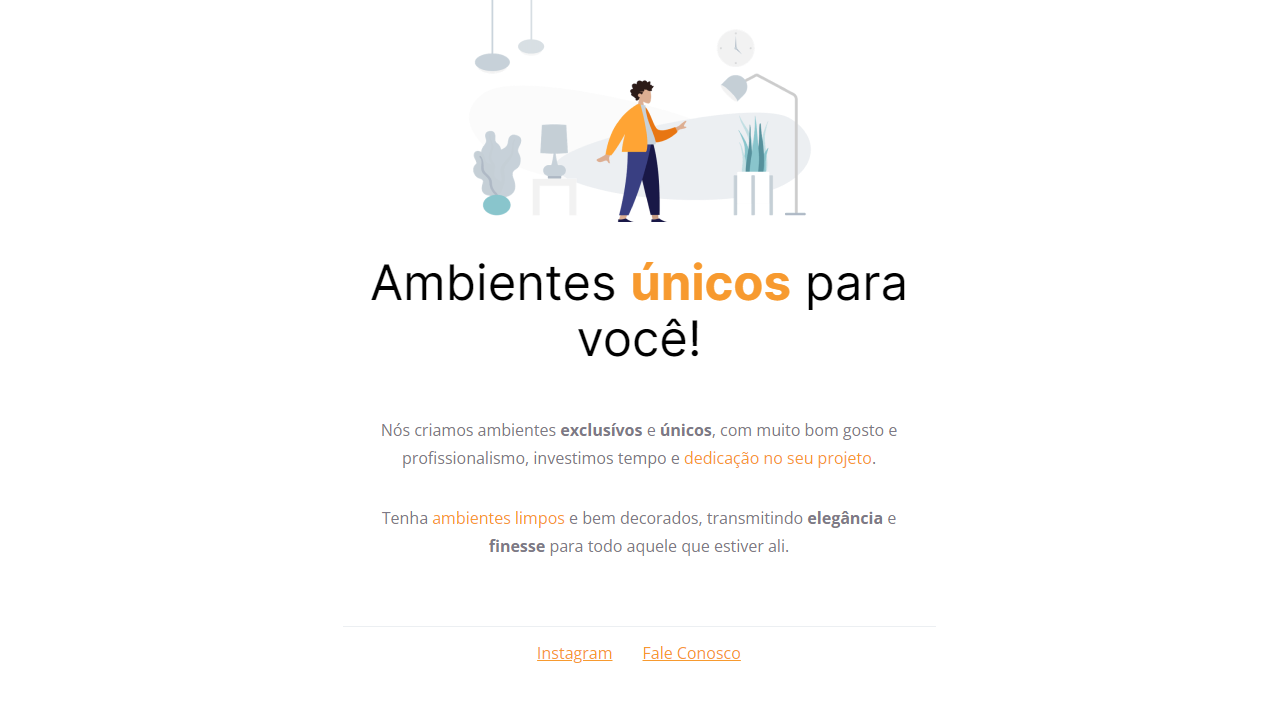 Ambientes únicos para
você!
Nós criamos ambientes exclusívos e únicos, com muito bom gosto e
profissionalismo, investimos tempo e dedicação no seu projeto.
Tenha ambientes limpos e bem decorados, transmitindo elegância e
finesse para todo aquele que estiver ali.
Instagram Fale Conosco